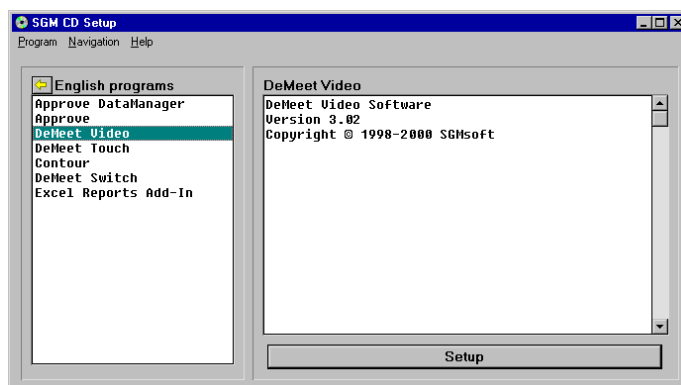 SGM CD Setup
Program Navigation Help
English programs
Approve DataManager
Approve
DeMeet Video
DeMeet Touch
Contour
DeMeet Switch
Excel Reports Add-In
DeMeet Video
DeMeet Video Software
Version 3.02
Copyright © 1998-2000 SGMsoft
Setup